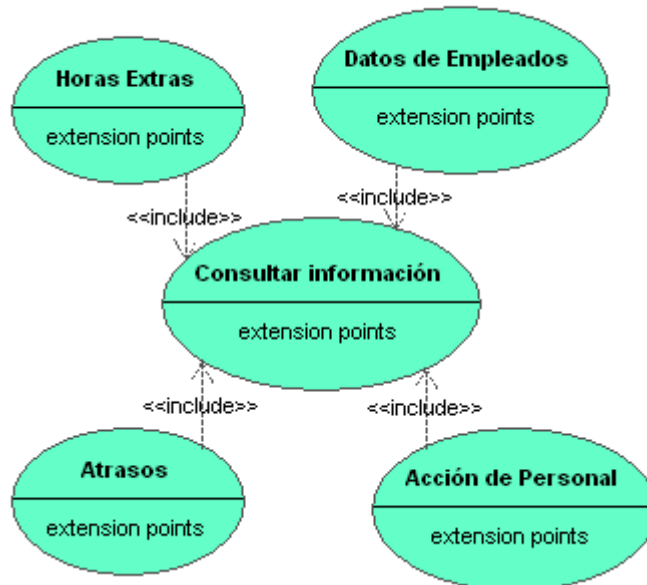 Horas Extras
extension points
Datos de Empleados
extension points
<<include>>
<<include>>
Consultar información
extension points
<<include>>
<<include>>
Atrasos
extension points
Acción de Personal
extension points